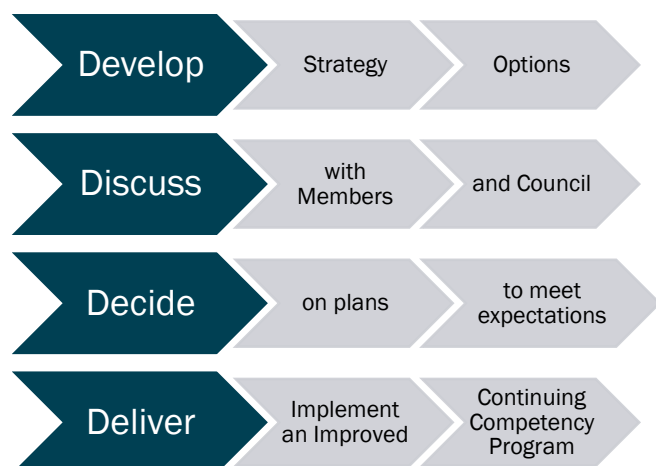 Develop
Strategy
Options
Discuss
with
Members
and Council
Decide
on plans
to meet
expectations
Deliver
Implement
an Improved
Continuing
Competency
Program